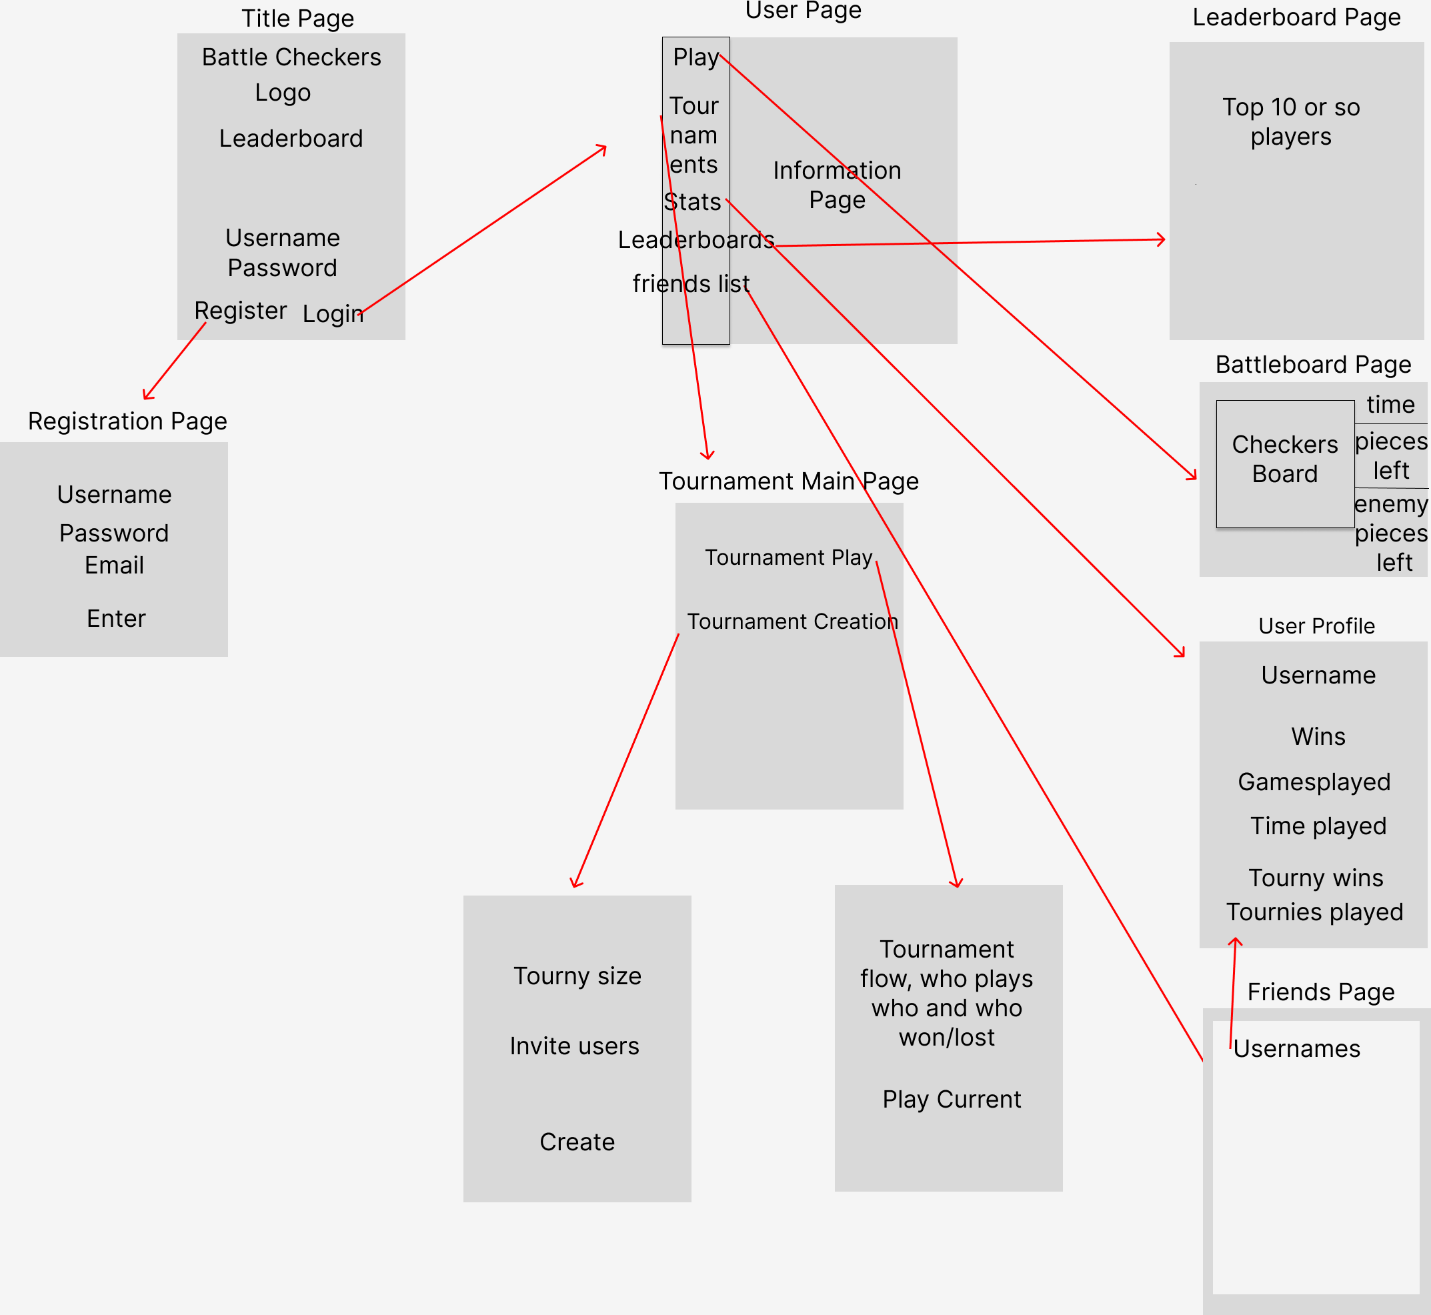 Title Page
Battle Checkers
Logo
Leaderboard
Username
Password
Register
Login
User Page
Play
Tour
nam
ents
Stats
Leaderboards
friends list
Information
Page
Leaderboard Page
Top 10 or so
players
Battleboard Page
Checkers
Board
time
pieces
left
enemy
pieces
left
Registration Page
Username
Password
Email
Enter
Tournament Main Page
Tournament Play
Tournament Creation
User Profile
Username
Wins
Gamesplayed
Time played
Tourny wins
Tournies played
Tourny size
Invite users
Create
Tournament
flow, who plays
who and who
won/lost
Play Current
Friends Page
Usernames